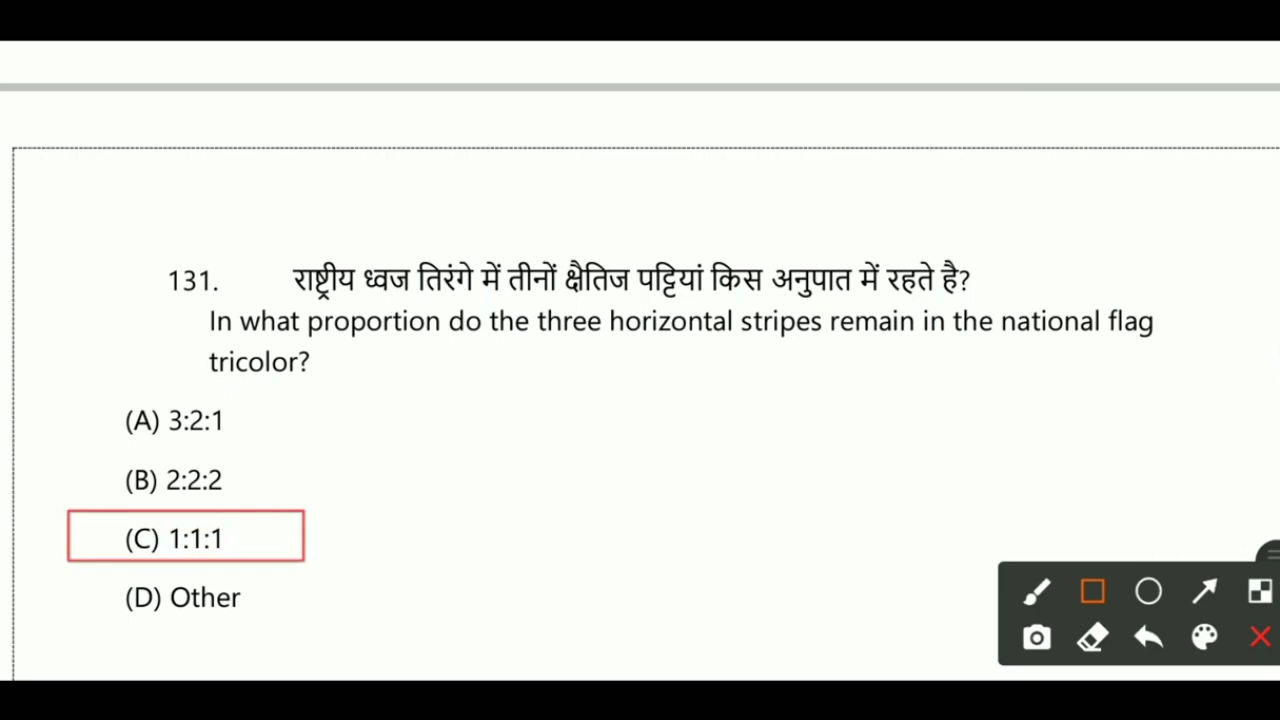 131. राष्ट्रीय ध्वज तिरंगे में तीनों क्षैतिज पट्टियां किस अनुपात में रहते है?
In what proportion do the three horizontal stripes remain in the national flag
tricolor?
(A) 3:2:1
(B) 2:2:2
(C) 1:1:1
(D) Other